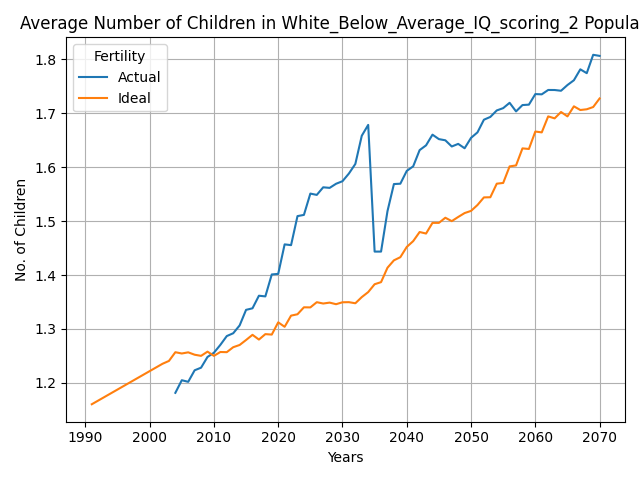 Average Number of Children in White_Below_Average_IQ_scoring_2 Popula
Fertility
Actual
Ideal
No. of Children
1.8
1.7
1.6
1.5
1.4
1.3
1.2
1990 2000 2010 2020 2030 2040 2050 2060 2070
Years